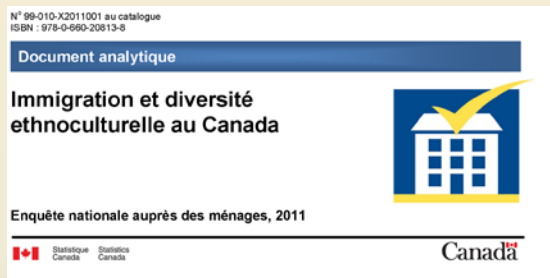 N° 99-010-X2011001 au catalogue
ISBN : 978-0-660-20813-8
Document analytique
Immigration et diversité
ethnoculturelle au Canada
Enquête nationale auprès des ménages, 2011
Statistique Statistics
Canada Canada
Canada